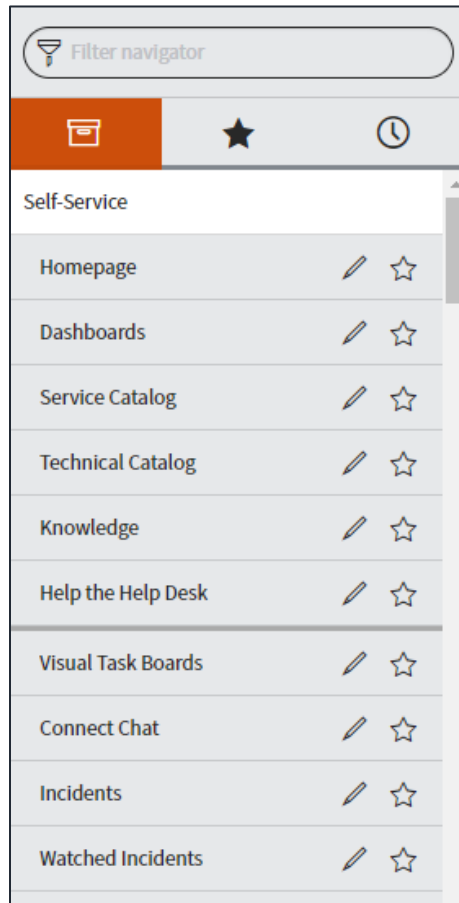 Filter navigator
Self-Service
Homepage
Dashboards
Service Catalog
Technical Catalog
Knowledge
Help the Help Desk
Visual Task Boards
Connect Chat
Incidents
Watched Incidents